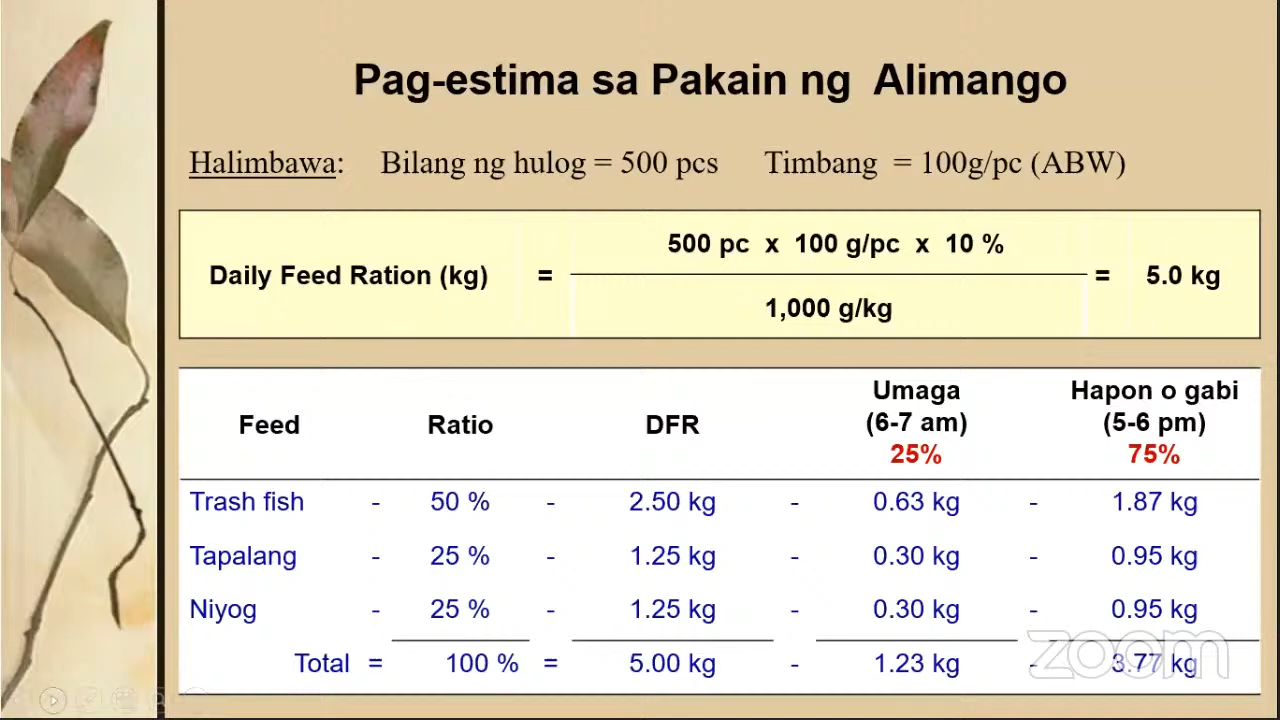 Pag-estima sa Pakain ng Alimango
Halimbawa: Bilang ng hulog = 500 pcs Timbang = 100g/pc (ABW)
500 pc x 100 g/pc x 10 %
Daily Feed Ration (kg) = = 5.0 kg
1,000 g/kg
Feed Ratio DFR Umaga (6-7 am) 25% Hapon o gabi (5-6 pm) 75%
Trash fish - 50 % - 2.50 kg - 0.63 kg - 1.87 kg
Tapalang - 25 % - 1.25 kg - 0.30 kg - 0.95 kg
Niyog - 25 % - 1.25 kg - 0.30 kg - 0.95 kg
Total = 100 % = 5.00 kg - 1.23 kg - 3.77 kg
zoom